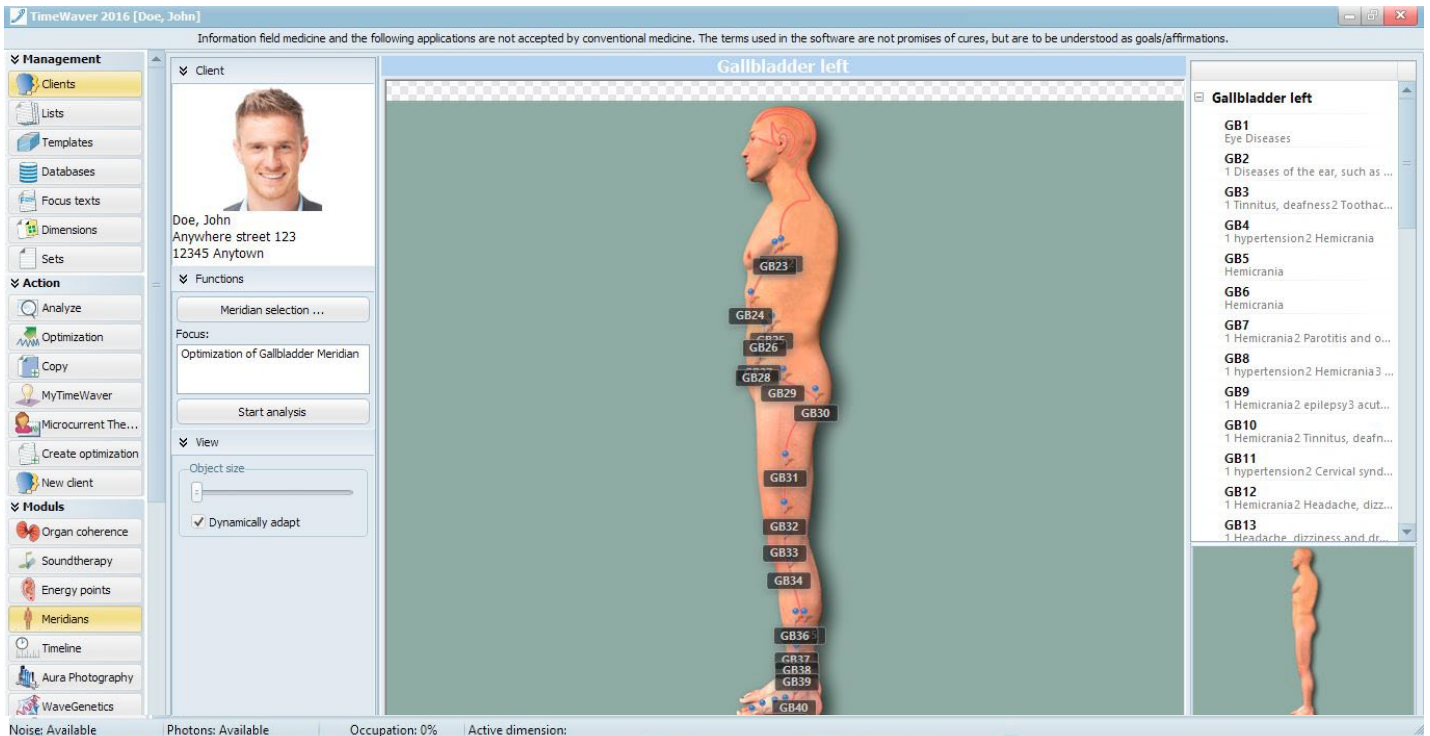 TimeWaver 2016 [Doe, John]
Information field medicine and the following applications are not accepted by conventional medicine. The terms used in the software are not promises of cures, but are to be understood as goals/affirmations.
Management
Clients
Lists
Templates
Databases
Focus texts
Dimensions
Sets
Action
Analyze
Optimization
Copy
MyTimeWaver
Microcurrent The...
Create optimization
New client
Moduls
Organ coherence
Soundtherapy
Energy points
Meridians
Timeline
Aura Photography
WaveGenetics
Client
Doe, John
Anywhere street 123
12345 Anytown
Functions
Meridian selection ...
Focus:
Optimization of Gallbladder Meridian
Start analysis
View
Object size
Dynamically adapt
Gallbladder left
GB23
GB24
GB25
GB26
GB28
GB29
GB30
GB31
GB32
GB33
GB34
GB36
GB37
GB38
GB39
GB40
Gallbladder left
GB1
Eye Diseases
GB2
1 Diseases of the ear, such as ...
GB3
1 Tinnitus, deafness2 Toothac...
GB4
1 hypertension2 Hemicrania
GB5
Hemicrania
GB6
Hemicrania
GB7
1 Hemicrania2 Parotitis and o...
GB8
1 hypertension2 Hemicrania3 ...
GB9
1 Hemicrania2 epilepsy3 acut...
GB10
1 Hemicrania2 Tinnitus, deafn...
GB11
1 hypertension2 Cervical synd...
GB12
1 Hemicrania2 Headache, dizz...
GB13
1 Headache, dizziness and dr...
Noise: Available
Photons: Available
Occupation: 0%
Active dimension: